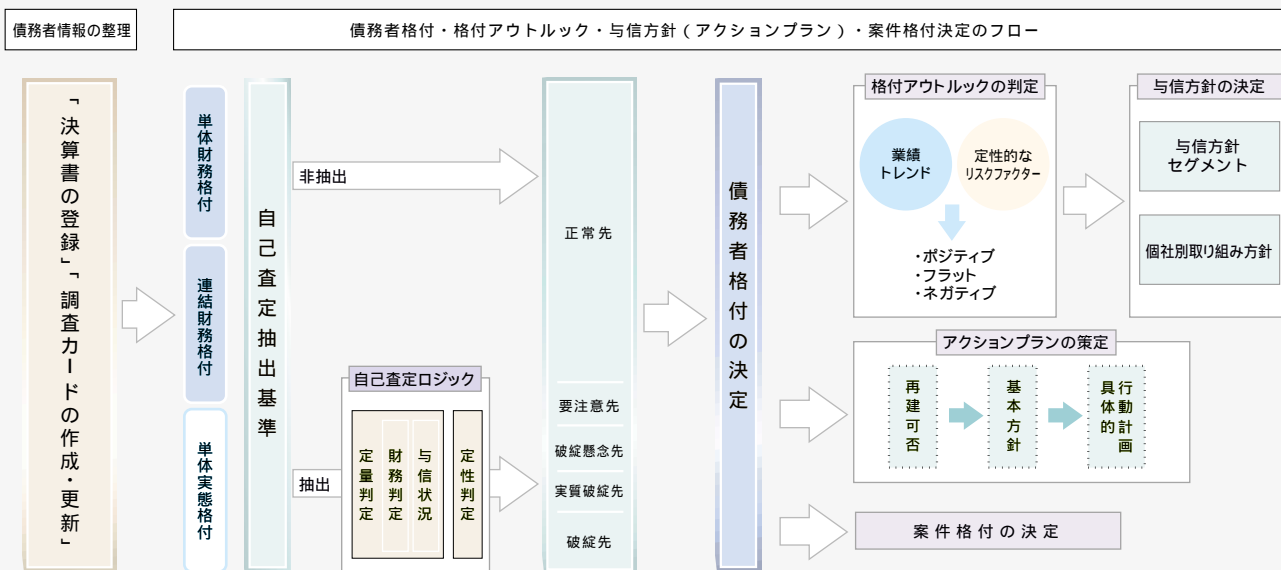 債務者情報の整理
債務者格付・格付アウトルック・与信方針(アクションプラン)・案件格付決定のフロー
「決算書の登録」「調査カードの作成・更新」
単体財務格付
連結財務格付
単体実態格付
自己査定抽出基準
非抽出
抽出
自己査定ロジック
定量判定
財務判定
与信状況
定性判定
正常先
要注意先
破綻懸念先
実質破綻先
破綻先
債務者格付の決定
格付アウトルックの判定
業績
トレンド
定性的な
リスクファクター
・ポジティブ
・フラット
・ネガティブ
与信方針の決定
与信方針
セグメント
個社別取り組み方針
アクションプランの策定
再建可否
基本方針
具体的
行動計画
案件格付の決定